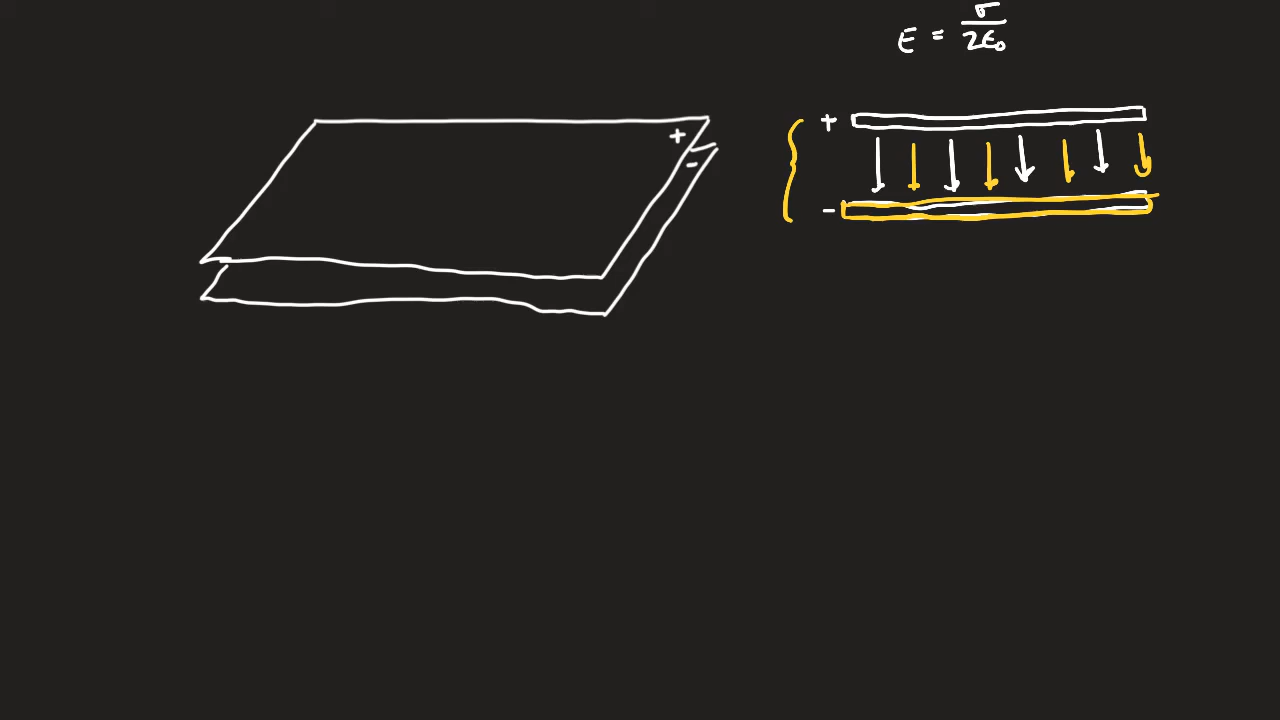 E = σ/2ε₀
+
-
+
-